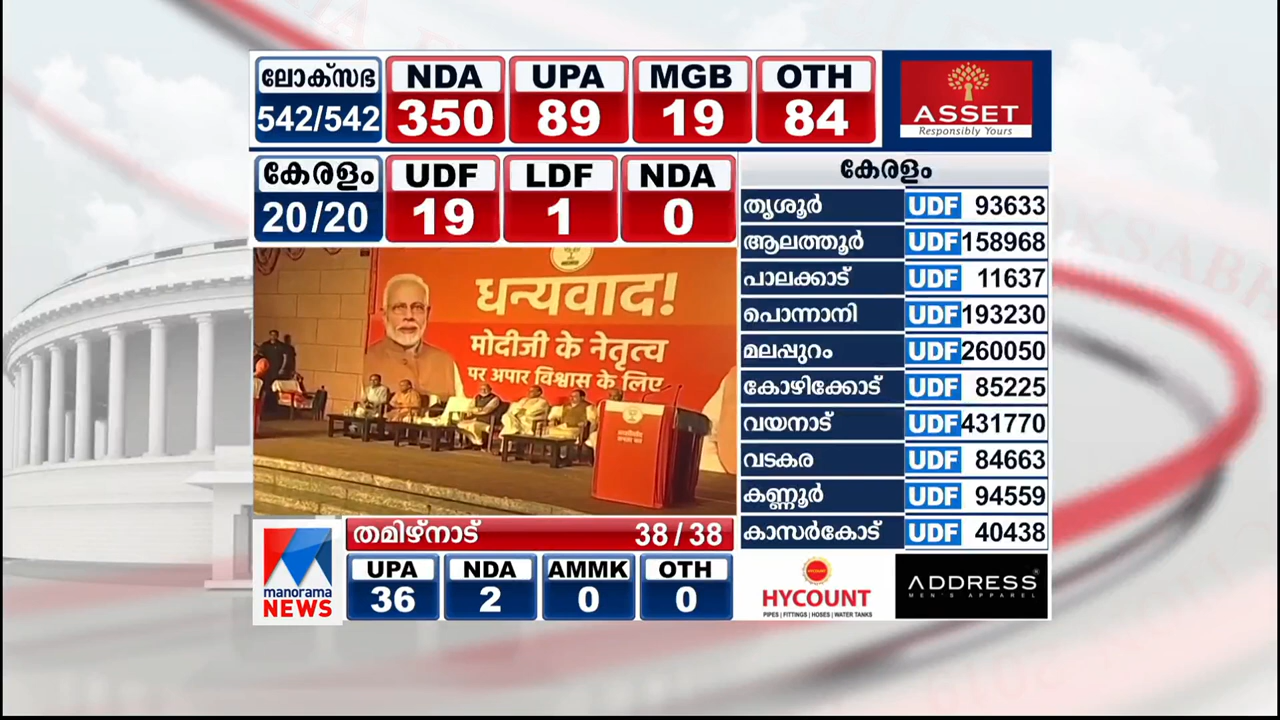 ലോക്സഭ NDA UPA MGB OTH
542/542 350 89 19 84
ASSET
Responsibly Yours
കേരളം UDF LDF NDA
20/20 19 1 0
കേരളം
തൃശൂർ UDF 93633
ആലത്തൂർ UDF 158968
പാലക്കാട് UDF 11637
പൊന്നാനി UDF 193230
മലപ്പുറം UDF 260050
കോഴിക്കോട് UDF 85225
വയനാട് UDF 431770
വടകര UDF 84663
കണ്ണൂർ UDF 94559
കാസർകോട് UDF 40438
धन्यवाद!
मोदीजी के नेतृत्व
पर अपार विश्वास के लिए
തമിഴ്നാട് 38/38
UPA NDA AMMK OTH
36 2 0 0
manorama
NEWS
HYCOUNT
PIPES | FITTINGS | HOSES | WATER TANKS
ADDRESS
MEN'S APPAREL